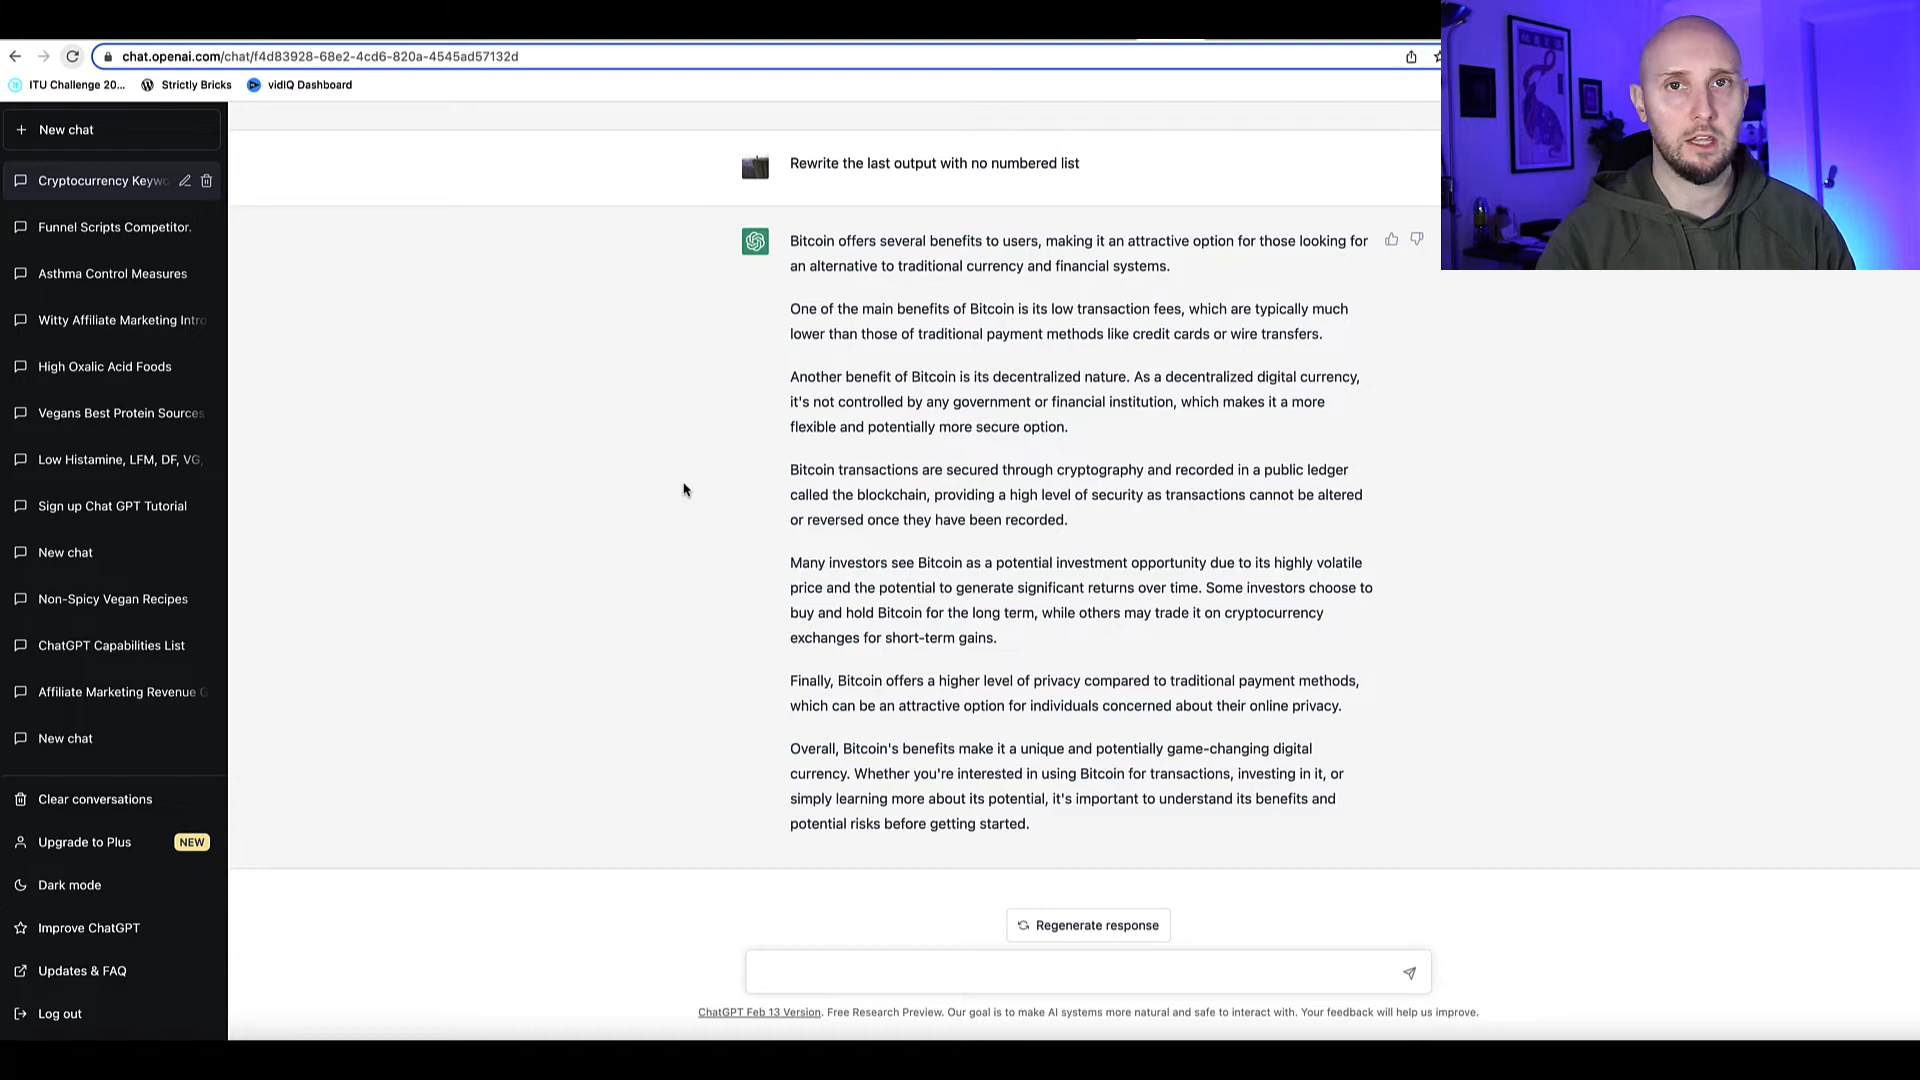 chat.openai.com/chat/f4d83928-68e2-4cd6-820a-4545ad57132d
ITU Challenge 20...
Strictly Bricks
vidIQ Dashboard
New chat
Cryptocurrency Keywo
Funnel Scripts Competitor.
Asthma Control Measures
Witty Affiliate Marketing Intro
High Oxalic Acid Foods
Vegans Best Protein Sources
Low Histamine, LFM, DF, VG,
Sign up Chat GPT Tutorial
New chat
Non-Spicy Vegan Recipes
ChatGPT Capabilities List
Affiliate Marketing Revenue G
New chat
Clear conversations
Upgrade to Plus
NEW
Dark mode
Improve ChatGPT
Updates & FAQ
Log out
Rewrite the last output with no numbered list
Bitcoin offers several benefits to users, making it an attractive option for those looking for
an alternative to traditional currency and financial systems.
One of the main benefits of Bitcoin is its low transaction fees, which are typically much
lower than those of traditional payment methods like credit cards or wire transfers.
Another benefit of Bitcoin is its decentralized nature. As a decentralized digital currency,
it's not controlled by any government or financial institution, which makes it a more
flexible and potentially more secure option.
Bitcoin transactions are secured through cryptography and recorded in a public ledger
called the blockchain, providing a high level of security as transactions cannot be altered
or reversed once they have been recorded.
Many investors see Bitcoin as a potential investment opportunity due to its highly volatile
price and the potential to generate significant returns over time. Some investors choose to
buy and hold Bitcoin for the long term, while others may trade it on cryptocurrency
exchanges for short-term gains.
Finally, Bitcoin offers a higher level of privacy compared to traditional payment methods,
which can be an attractive option for individuals concerned about their online privacy.
Overall, Bitcoin's benefits make it a unique and potentially game-changing digital
currency. Whether you're interested in using Bitcoin for transactions, investing in it, or
simply learning more about its potential, it's important to understand its benefits and
potential risks before getting started.
Regenerate response
ChatGPT Feb 13 Version. Free Research Preview. Our goal is to make AI systems more natural and safe to interact with. Your feedback will help us improve.